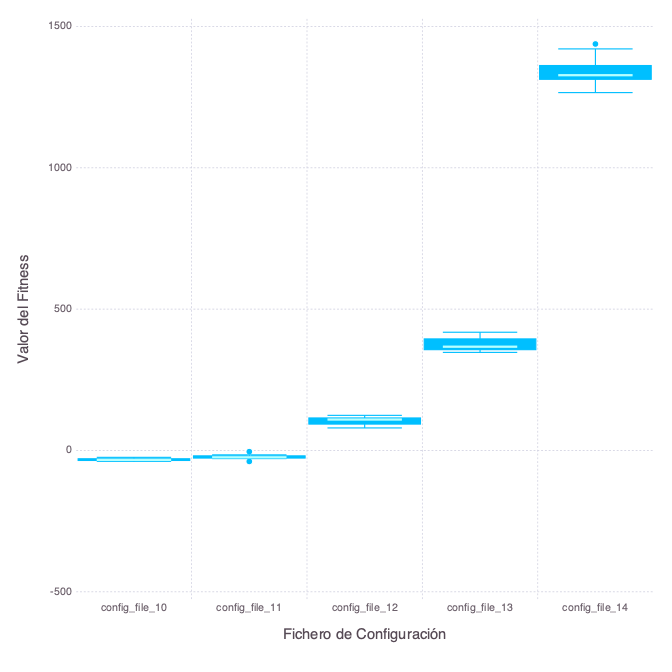 1500
1000
500
0
-500
Valor del Fitness
config_file_10 config_file_11 config_file_12 config_file_13 config_file_14
Fichero de Configuración